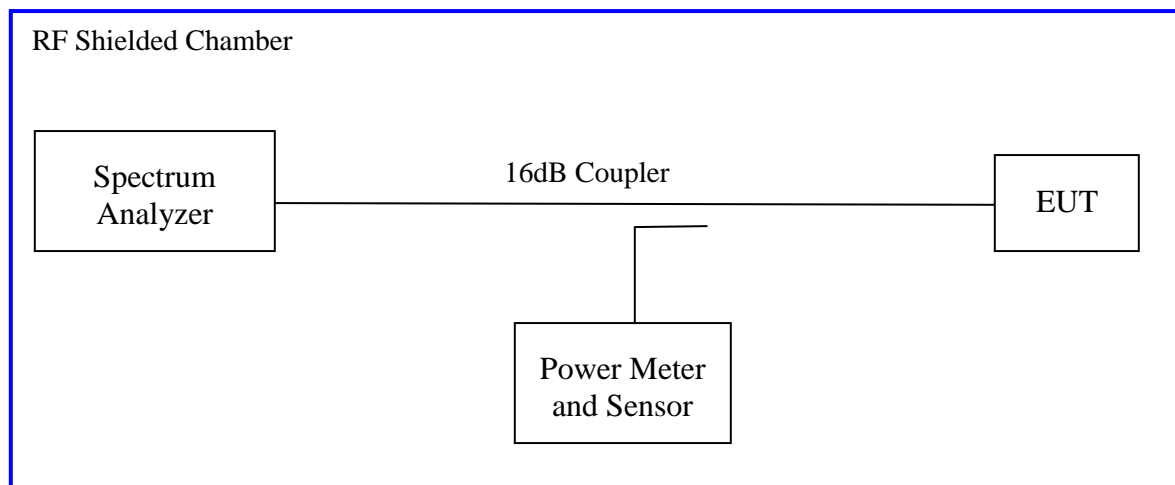 RF Shielded Chamber
Spectrum
Analyzer
16dB Coupler
EUT
Power Meter
and Sensor